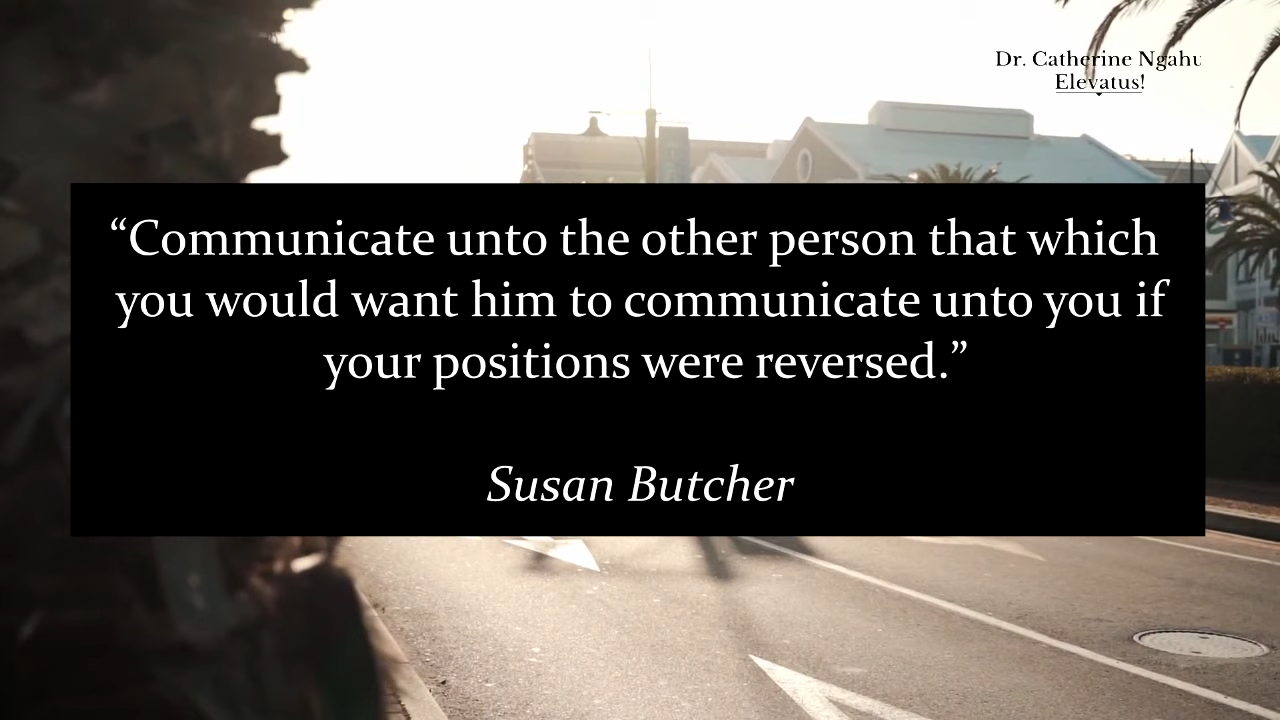 Dr. Catherine Ngahu
Elevatus!
“Communicate unto the other person that which
you would want him to communicate unto you if
your positions were reversed.”
Susan Butcher